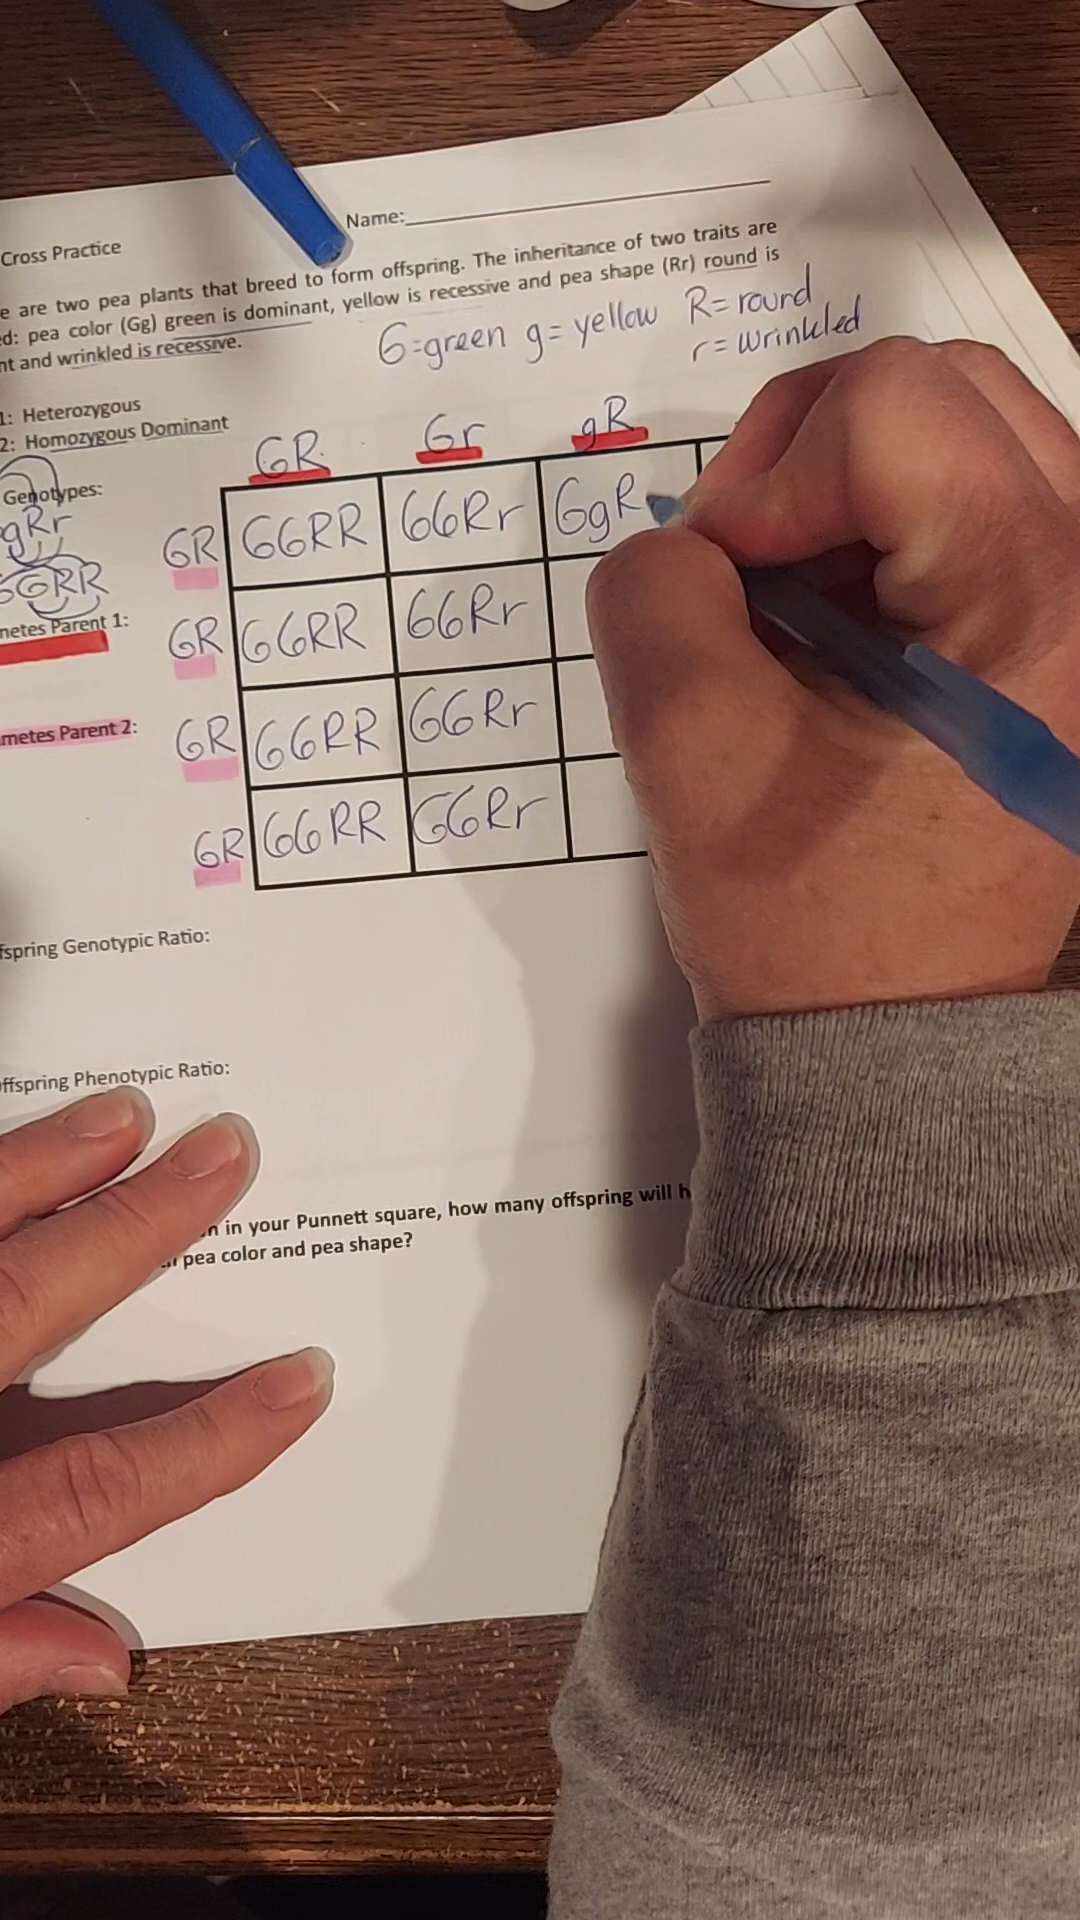 Name:
Cross Practice
e are two pea plants that breed to form offspring. The inheritance of two traits are
d: pea color (Gg) green is dominant, yellow is recessive and pea shape (Rr) round is
nt and wrinkled is recessive.
G=green g= yellow R= round
r= wrinkled
1: Heterozygous
2: Homozygous Dominant
GR Gr gR
Genotypes:
gRr
GRR
GR GGRR GGRr GgR
netes Parent 1:
GR GGRR GGRr
metes Parent 2:
GR GGRR GGRr
GR GGRR GGRr
fspring Genotypic Ratio:
ffspring Phenotypic Ratio:
n in your Punnett square, how many offspring will h
pea color and pea shape?